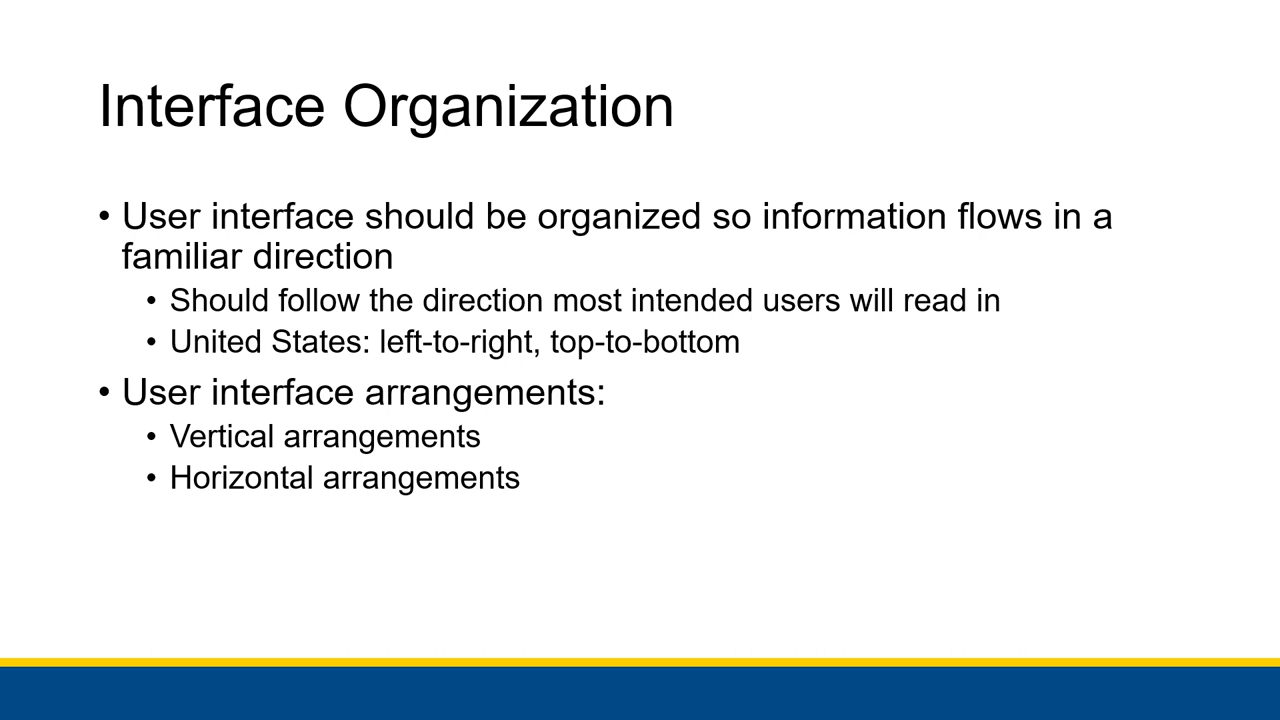 Interface Organization
• User interface should be organized so information flows in a
familiar direction
• Should follow the direction most intended users will read in
• United States: left-to-right, top-to-bottom
• User interface arrangements:
• Vertical arrangements
• Horizontal arrangements